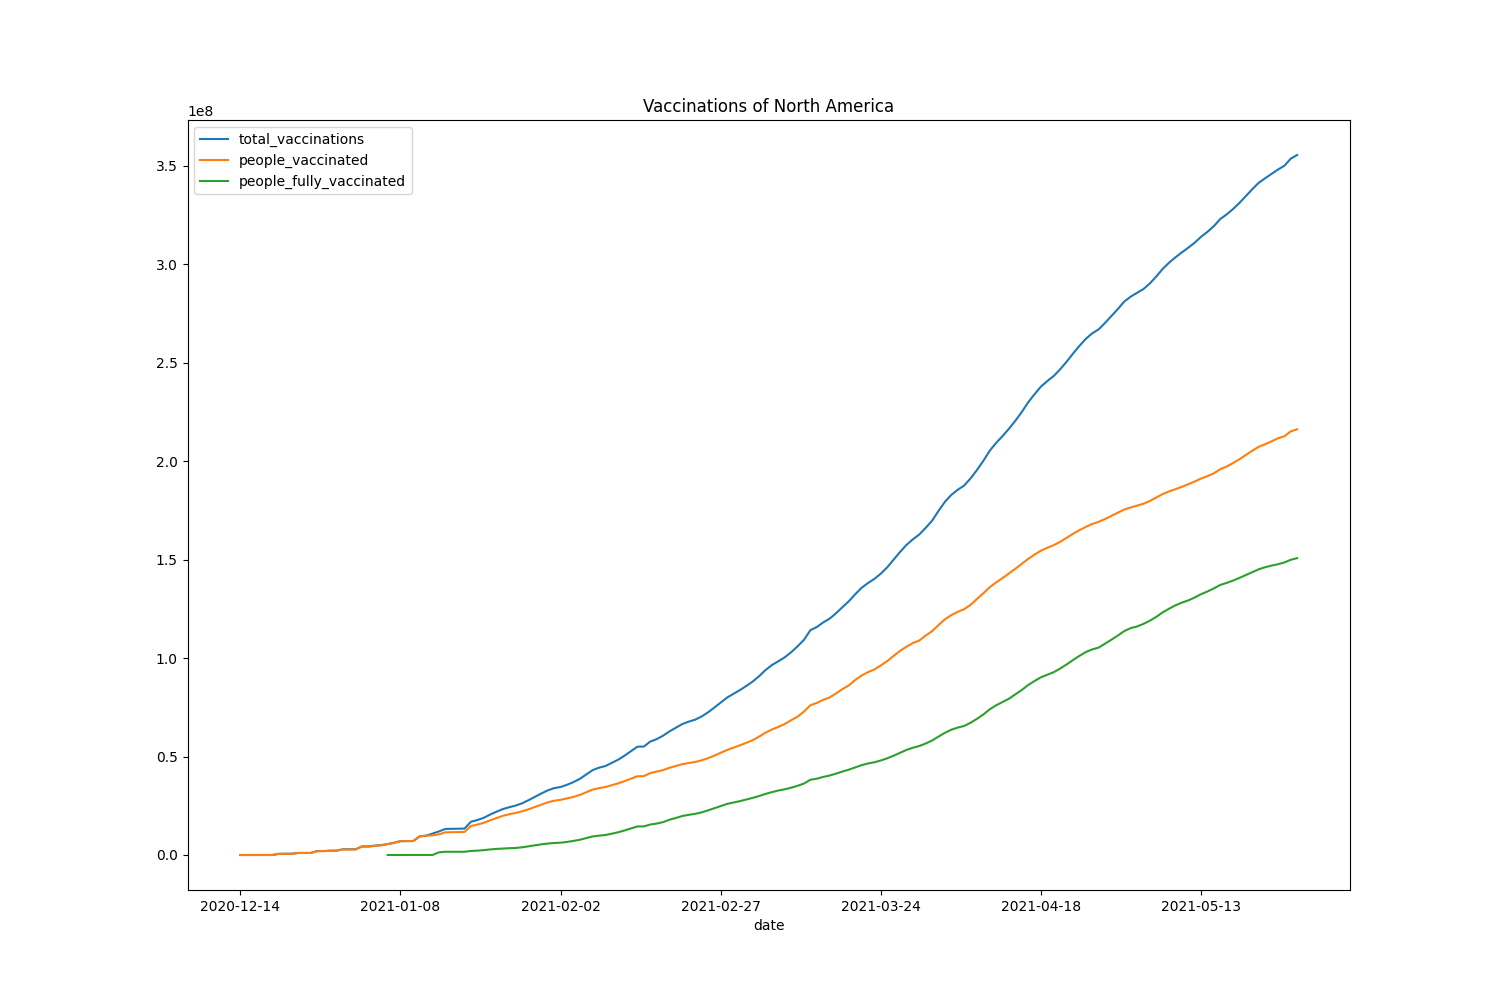 Vaccinations of North America
1e8
total_vaccinations
people_vaccinated
people_fully_vaccinated
3.5
3.0
2.5
2.0
1.5
1.0
0.5
0.0
2020-12-14 2021-01-08 2021-02-02 2021-02-27 2021-03-24 2021-04-18 2021-05-13
date